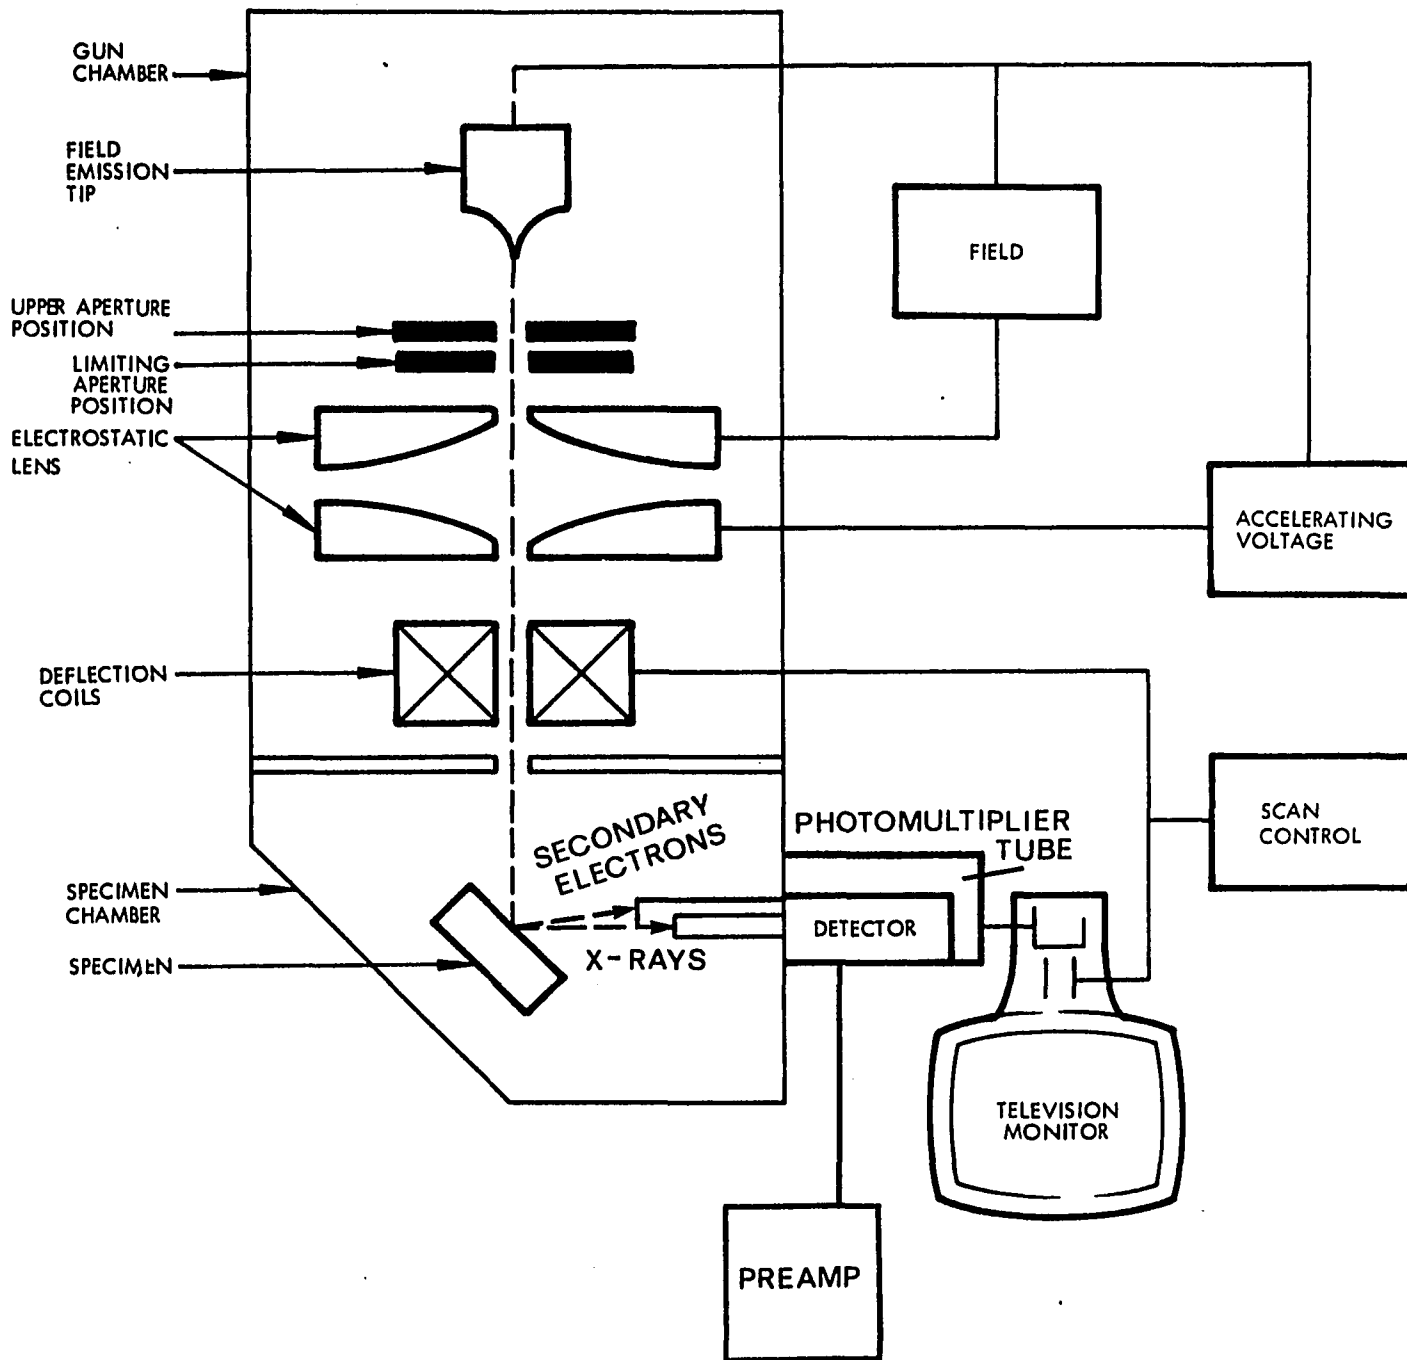 GUN
CHAMBER
FIELD
EMISSION
TIP
FIELD
UPPER APERTURE
POSITION
LIMITING
APERTURE
POSITION
ELECTROSTATIC
LENS
ACCELERATING
VOLTAGE
DEFLECTION
COILS
SECONDARY
ELECTRONS
PHOTOMULTIPLIER
TUBE
SCAN
CONTROL
SPECIMEN
CHAMBER
DETECTOR
SPECIMEN
X-RAYS
TELEVISION
MONITOR
PREAMP